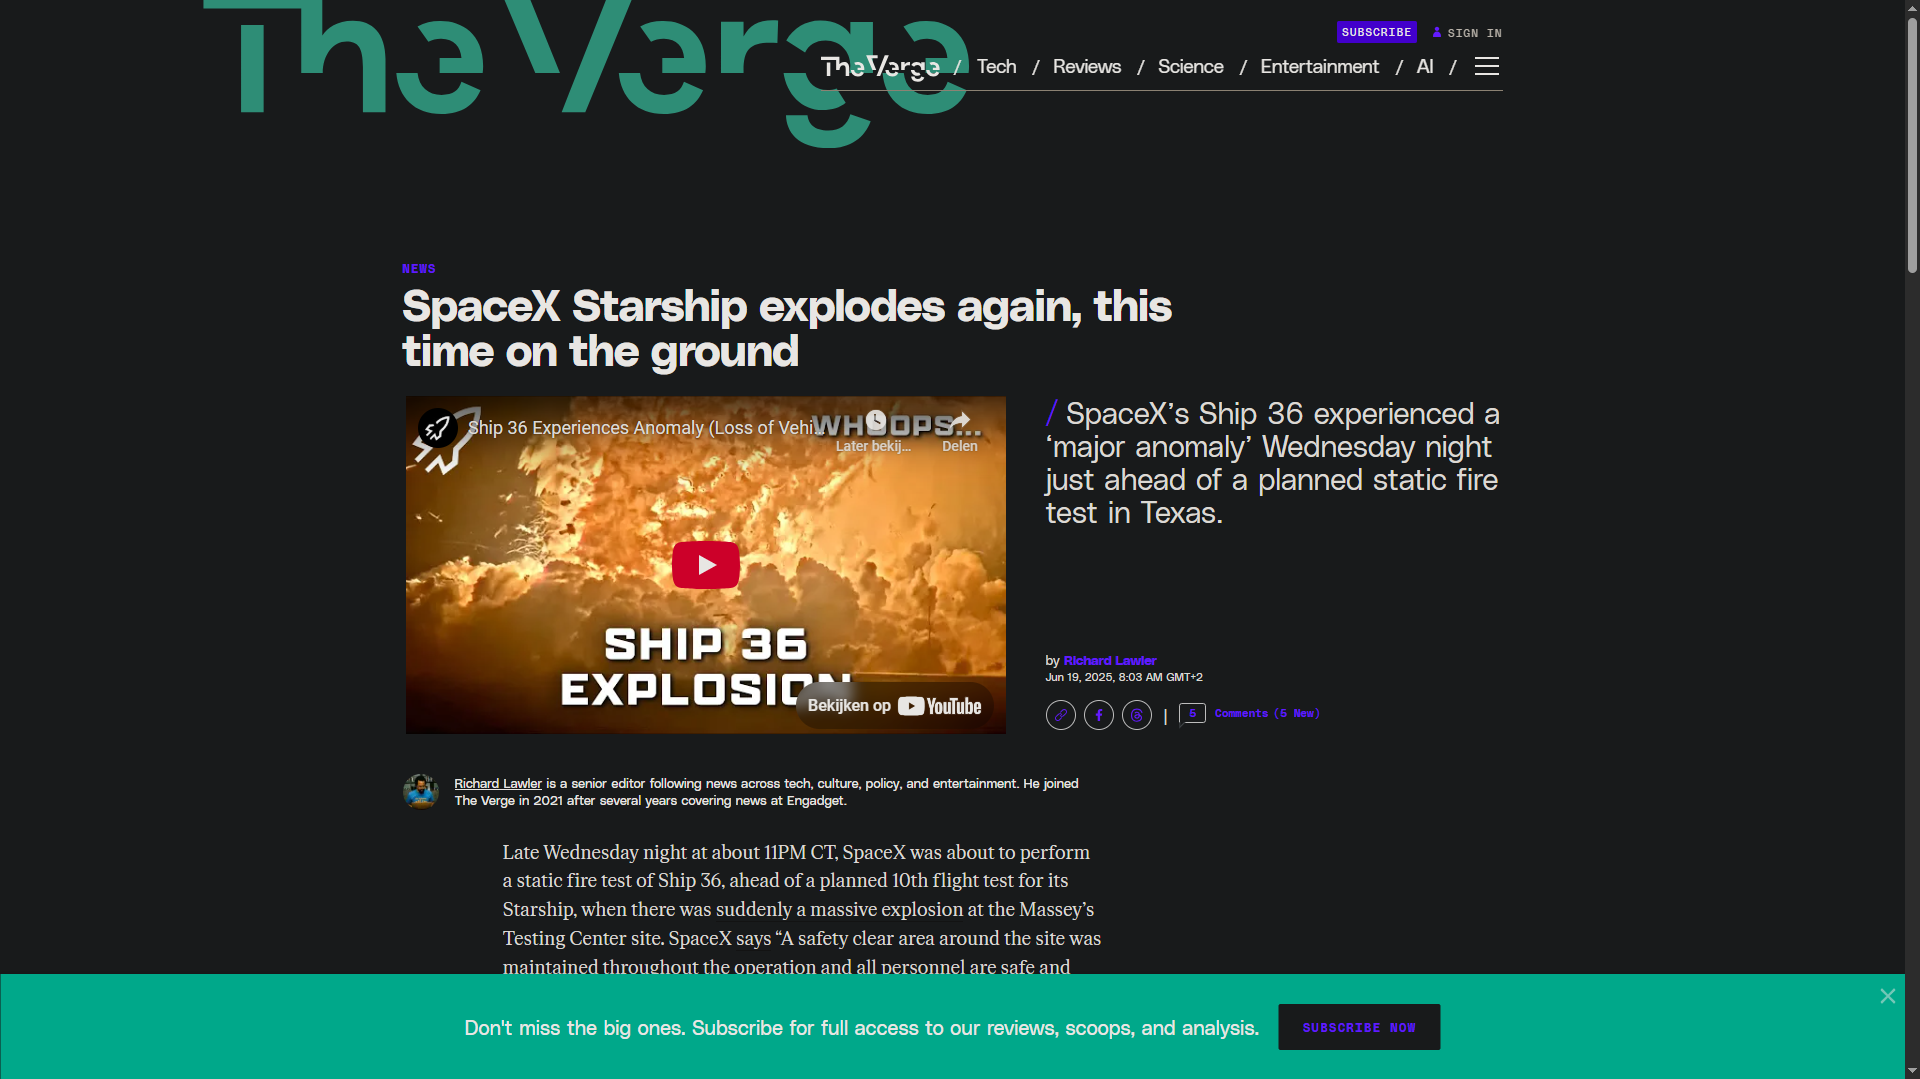 The Verge
SUBSCRIBE
SIGN IN
The Verge / Tech / Reviews / Science / Entertainment / AI /
NEWS
SpaceX Starship explodes again, this
time on the ground
Ship 36 Experiences Anomaly (Loss of Vehi...
WHOOPS...
Later bekij...
Delen
SHIP 36
EXPLOSION
Bekijken op YouTube
/ SpaceX’s Ship 36 experienced a
‘major anomaly’ Wednesday night
just ahead of a planned static fire
test in Texas.
by Richard Lawler
Jun 19, 2025, 8:03 AM GMT+2
| 5 Comments (5 New)
Richard Lawler is a senior editor following news across tech, culture, policy, and entertainment. He joined
The Verge in 2021 after several years covering news at Engadget.
Late Wednesday night at about 11PM CT, SpaceX was about to perform
a static fire test of Ship 36, ahead of a planned 10th flight test for its
Starship, when there was suddenly a massive explosion at the Massey’s
Testing Center site. SpaceX says “A safety clear area around the site was
maintained throughout the operation and all personnel are safe and
Don't miss the big ones. Subscribe for full access to our reviews, scoops, and analysis.
SUBSCRIBE NOW